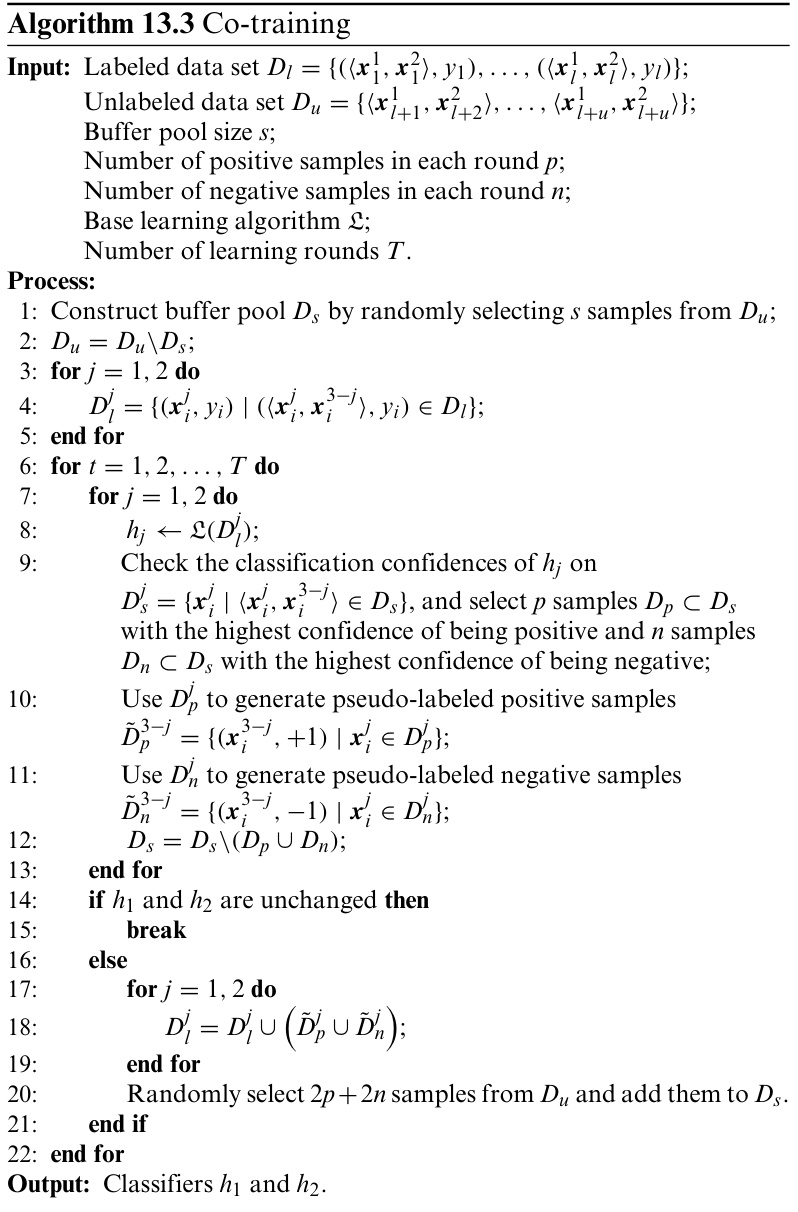 Algorithm 13.3 Co-training
Input: Labeled data set $D_l = \{(\langle \boldsymbol{x}_1^1, \boldsymbol{x}_1^2 \rangle, y_1), \ldots, (\langle \boldsymbol{x}_l^1, \boldsymbol{x}_l^2 \rangle, y_l)\}$;
Unlabeled data set $D_u = \{\langle \boldsymbol{x}_{l+1}^1, \boldsymbol{x}_{l+2}^2 \rangle, \ldots, \langle \boldsymbol{x}_{l+u}^1, \boldsymbol{x}_{l+u}^2 \rangle\}$;
Buffer pool size $s$;
Number of positive samples in each round $p$;
Number of negative samples in each round $n$;
Base learning algorithm $\mathfrak{L}$;
Number of learning rounds $T$.
Process:
1: Construct buffer pool $D_s$ by randomly selecting $s$ samples from $D_u$;
2: $D_u = D_u \backslash D_s$;
3: for $j = 1, 2$ do
4: $D_l^j = \{(\boldsymbol{x}_i^j, y_i) \mid (\langle \boldsymbol{x}_i^j, \boldsymbol{x}_i^{3-j} \rangle, y_i) \in D_l\}$;
5: end for
6: for $t = 1, 2, \ldots, T$ do
7: for $j = 1, 2$ do
8: $h_j \leftarrow \mathfrak{L}(D_l^j)$;
9: Check the classification confidences of $h_j$ on
$D_s^j = \{\boldsymbol{x}_i^j \mid \langle \boldsymbol{x}_i^j, \boldsymbol{x}_i^{3-j} \rangle \in D_s\}$, and select $p$ samples $D_p \subset D_s$
with the highest confidence of being positive and $n$ samples
$D_n \subset D_s$ with the highest confidence of being negative;
10: Use $D_p^j$ to generate pseudo-labeled positive samples
$\tilde{D}_p^{3-j} = \{(\boldsymbol{x}_i^{3-j}, +1) \mid \boldsymbol{x}_i^j \in D_p^j\}$;
11: Use $D_n^j$ to generate pseudo-labeled negative samples
$\tilde{D}_n^{3-j} = \{(\boldsymbol{x}_i^{3-j}, -1) \mid \boldsymbol{x}_i^j \in D_n^j\}$;
12: $D_s = D_s \backslash (D_p \cup D_n)$;
13: end for
14: if $h_1$ and $h_2$ are unchanged then
15: break
16: else
17: for $j = 1, 2$ do
18: $D_l^j = D_l^j \cup \left( \tilde{D}_p^j \cup \tilde{D}_n^j \right)$;
19: end for
20: Randomly select $2p+2n$ samples from $D_u$ and add them to $D_s$.
21: end if
22: end for
Output: Classifiers $h_1$ and $h_2$.